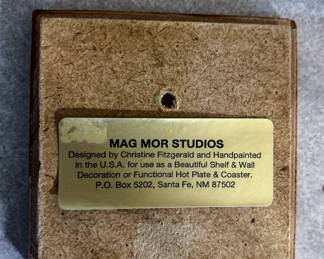 MAG MOR STUDIOS
Designed by Christine Fitzgerald and Handpainted
in the U.S.A. for use as a Beautiful Shelf & Wall
Decoration or Functional Hot Plate & Coaster.
P.O. Box 5202, Santa Fe, NM 87502